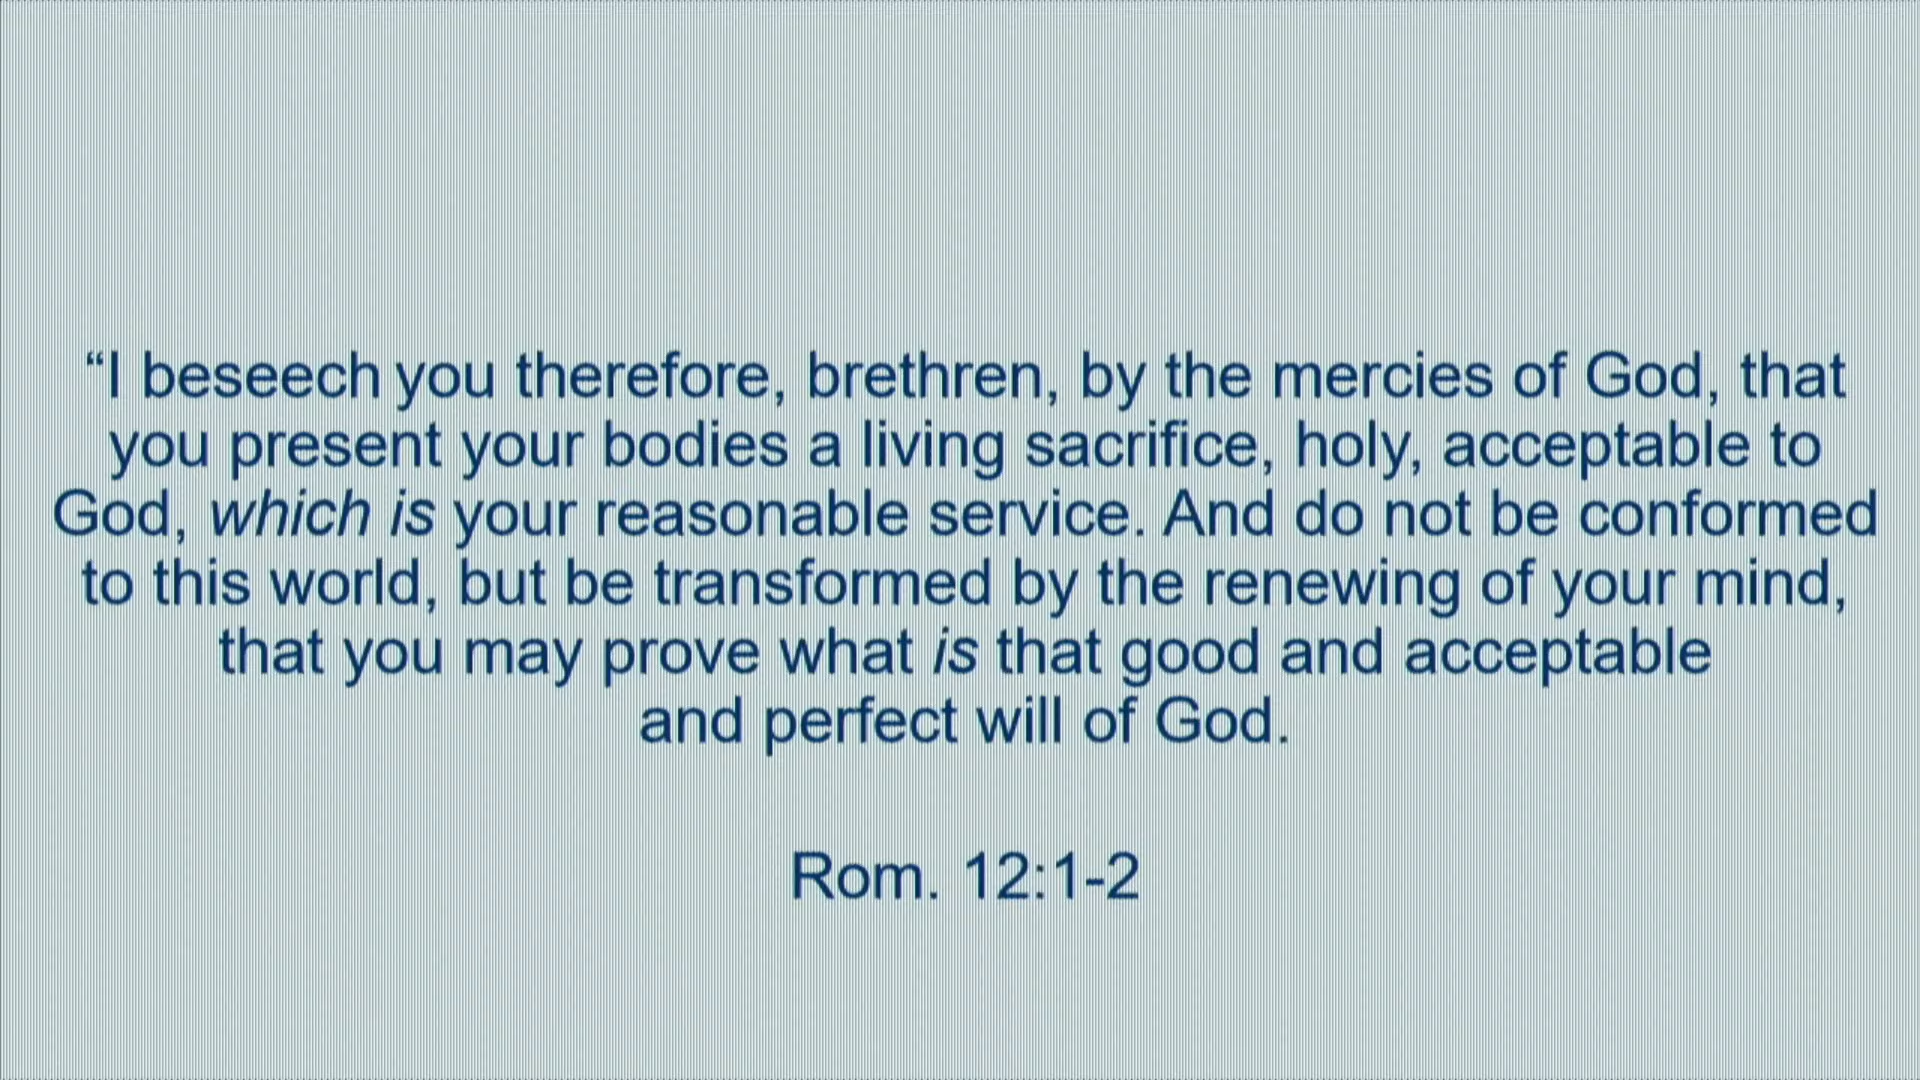 “I beseech you therefore, brethren, by the mercies of God, that
you present your bodies a living sacrifice, holy, acceptable to
God, which is your reasonable service. And do not be conformed
to this world, but be transformed by the renewing of your mind,
that you may prove what is that good and acceptable
and perfect will of God.
Rom. 12:1-2